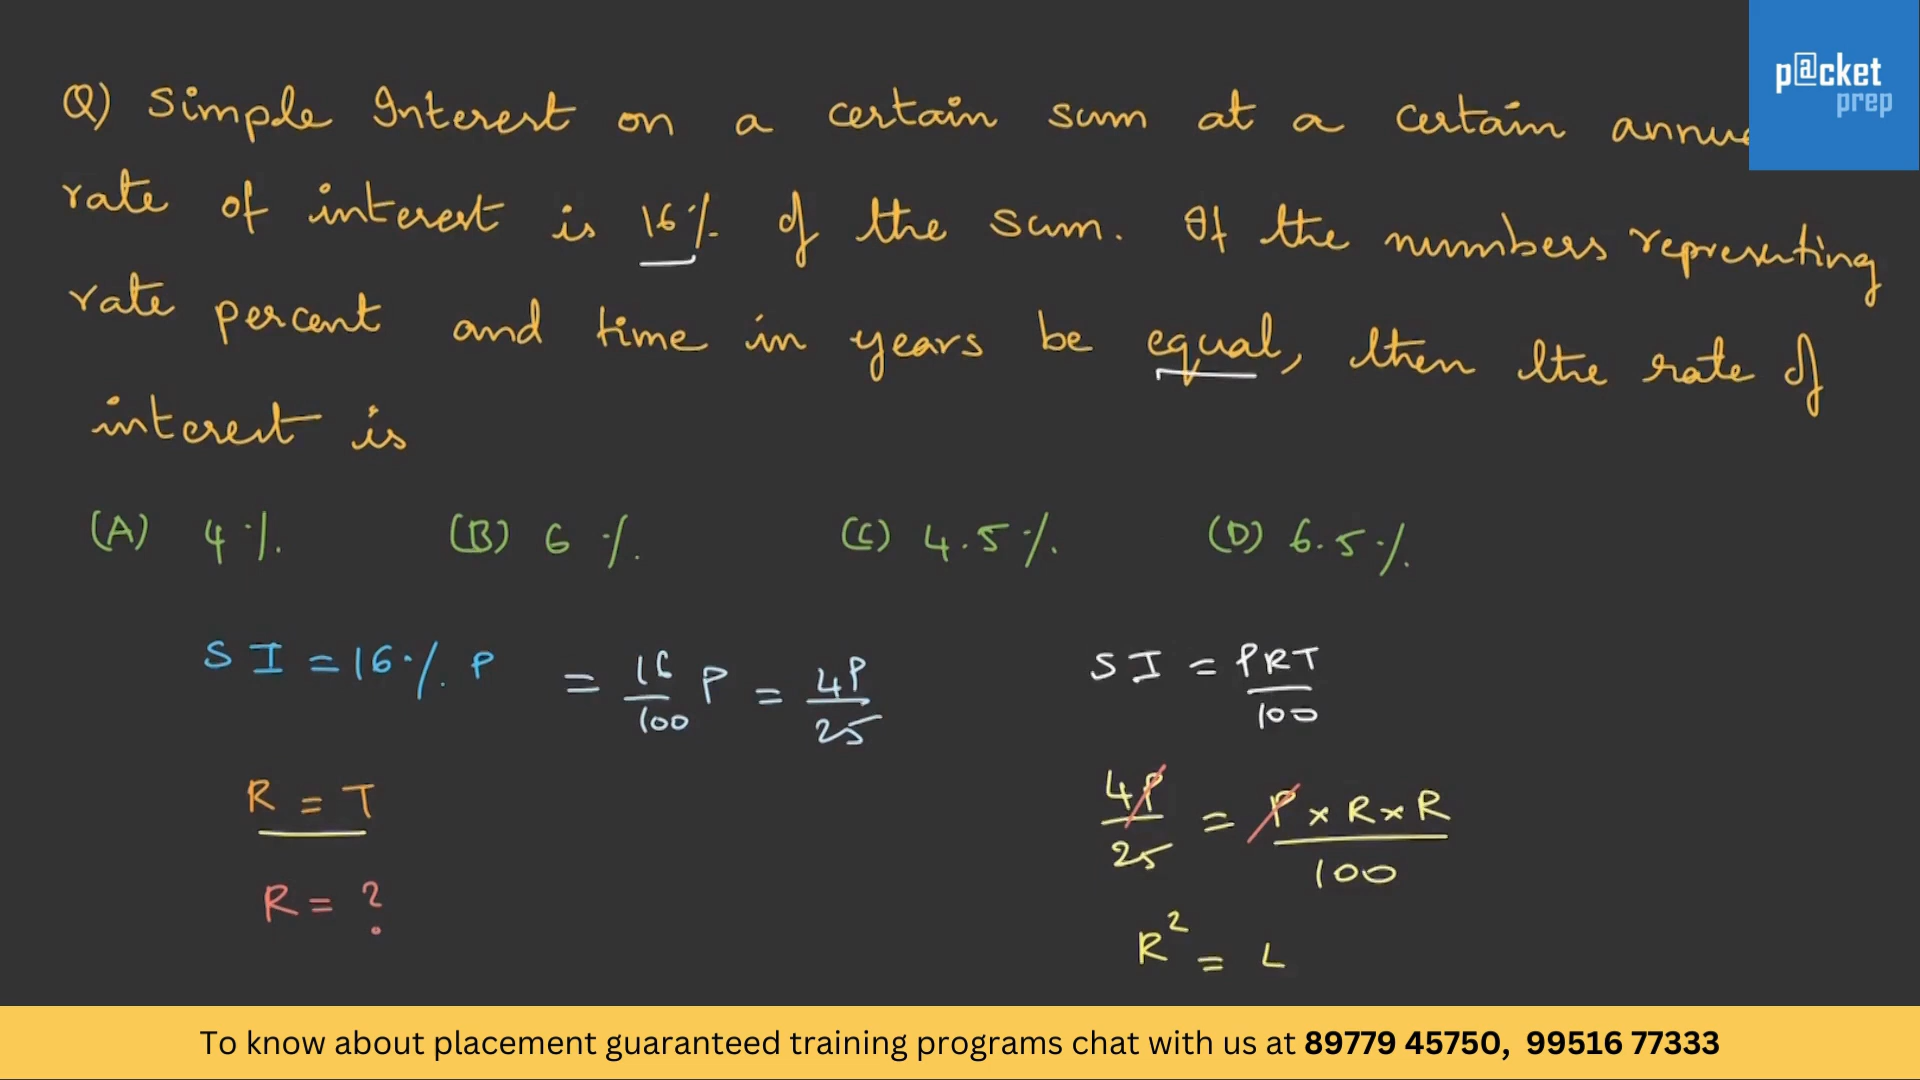 p@cket
prep
Q) Simple Interest on a certain sum at a certain
rate of interest is 16% of the sum. If the numbers representing
rate percent and time in years be equal, then the rate of
interest is
(A) 4% (B) 6% (C) 4.5% (D) 6.5%
SI = 16% P = 16/100 P = 4P/25
SI = PRT/100
R = T
4P/25 = P x R x R/100
R = ?
R² =
To know about placement guaranteed training programs chat with us at 89779 45750, 99516 77333